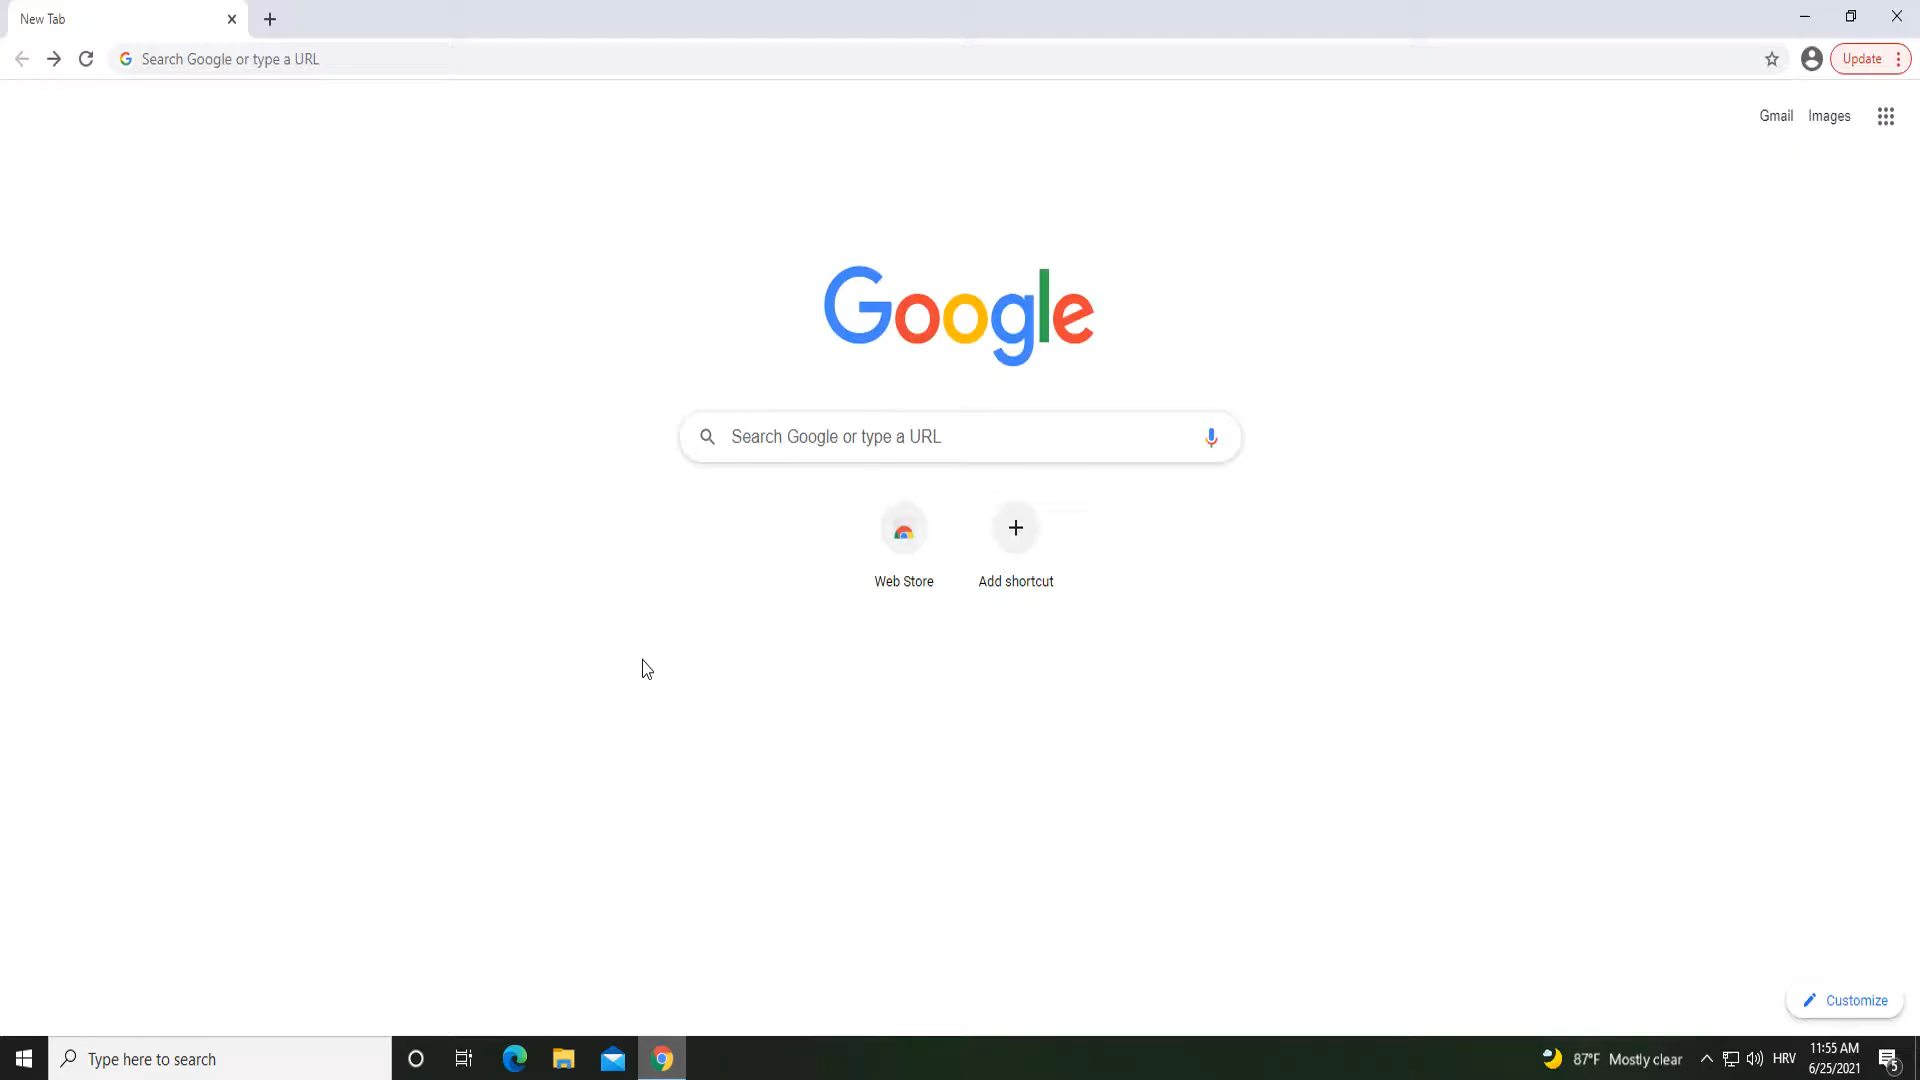 New Tab
Search Google or type a URL
Update
Gmail Images
Google
Search Google or type a URL
Web Store
Add shortcut
Customize
Type here to search
87°F Mostly clear
HRV
11:55 AM
6/25/2021
5